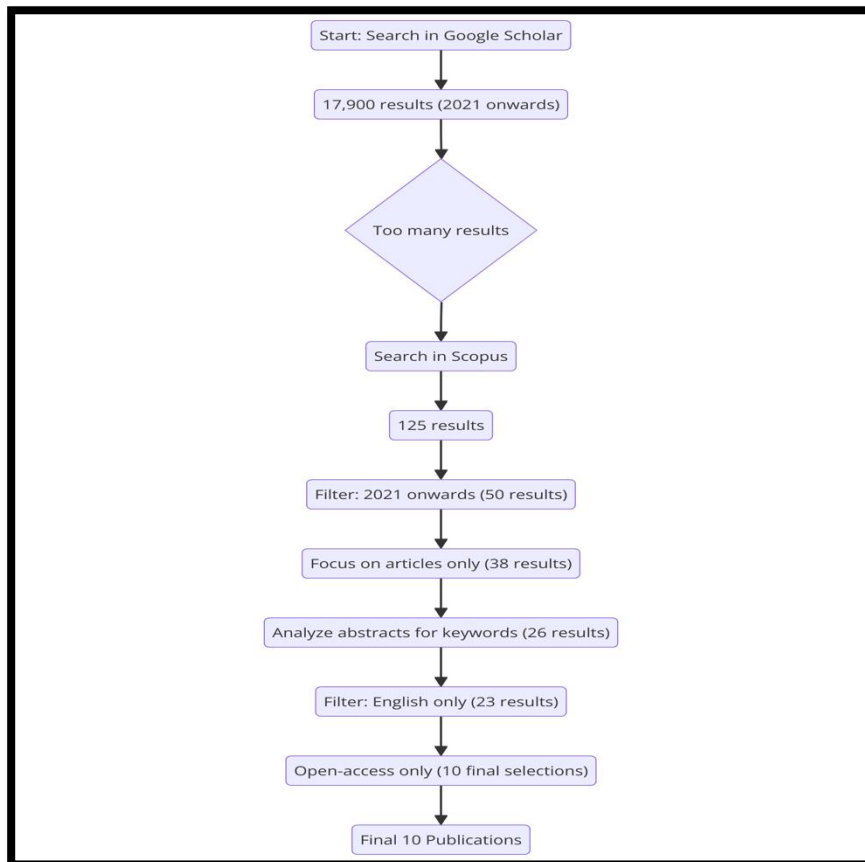 Start: Search in Google Scholar
17,900 results (2021 onwards)
Too many results
Search in Scopus
125 results
Filter: 2021 onwards (50 results)
Focus on articles only (38 results)
Analyze abstracts for keywords (26 results)
Filter: English only (23 results)
Open-access only (10 final selections)
Final 10 Publications